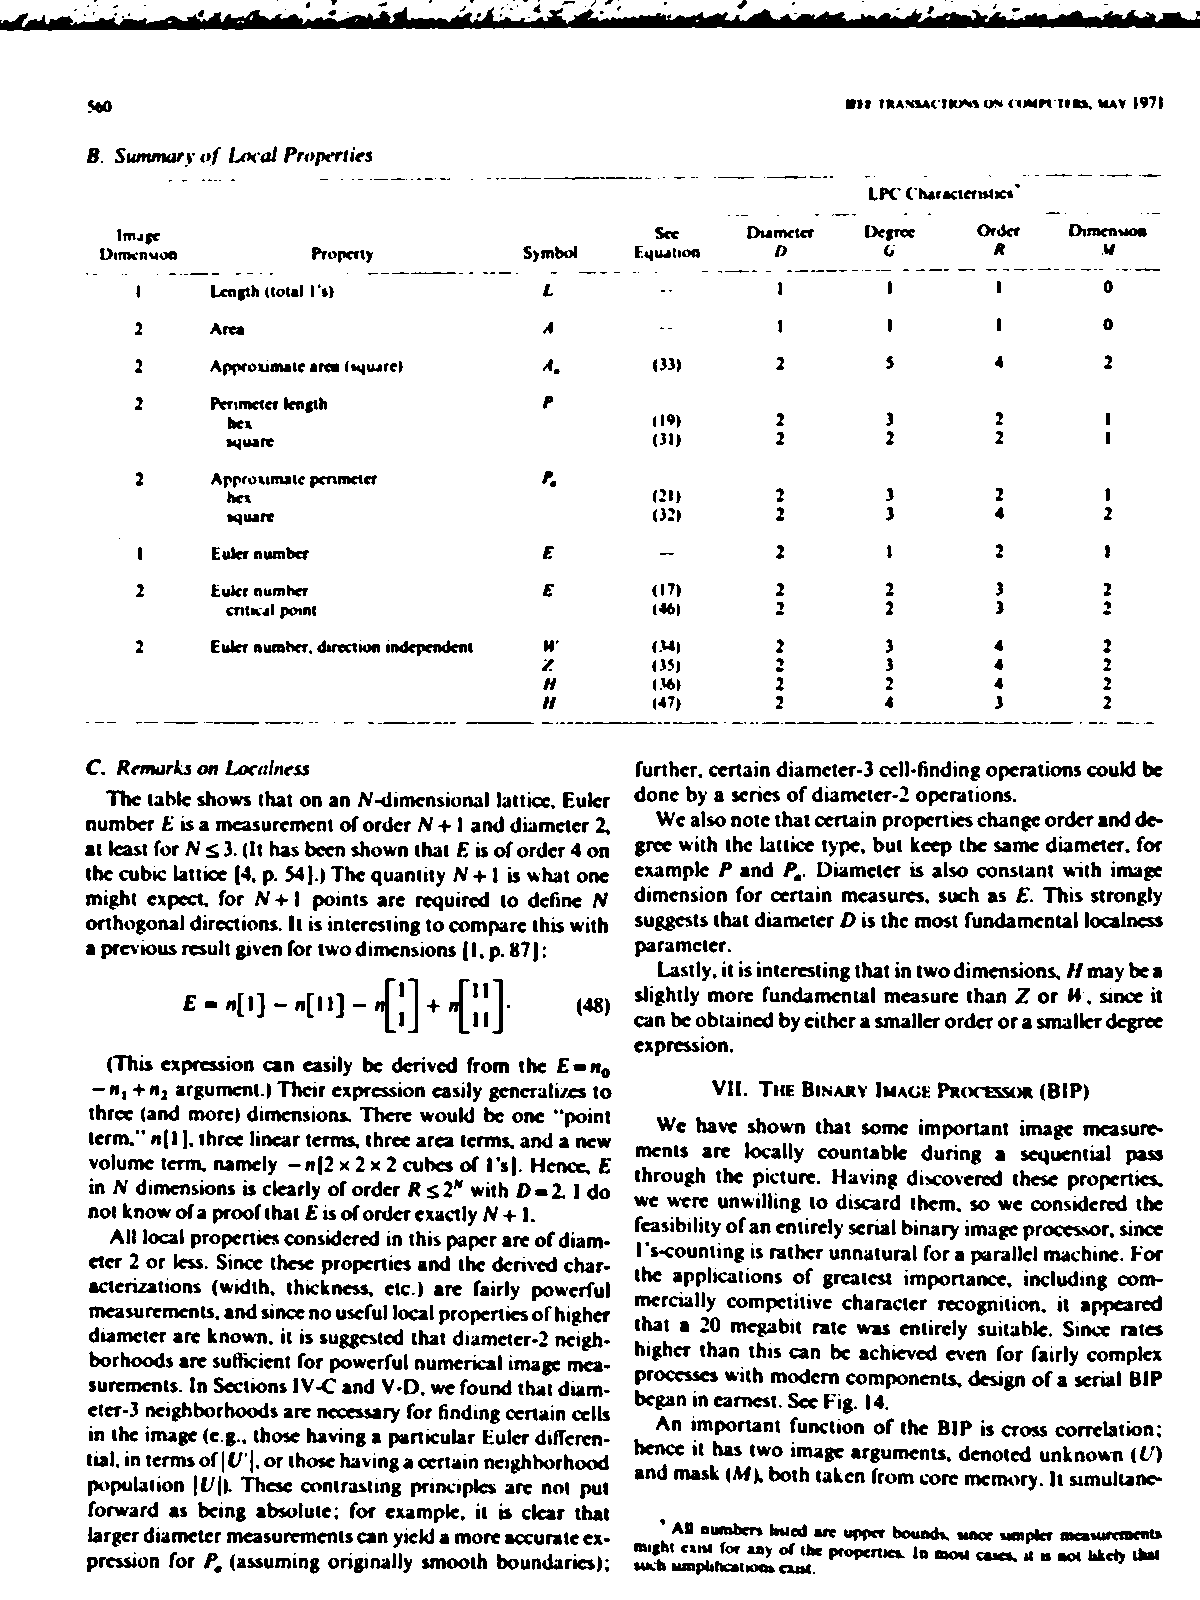 560
IEEE TRANSACTIONS ON COMPUTERS, MAY 1971
B. Summary of Local Properties
LPC Characteristics*
Image Dimension Property Symbol See Equation Diameter D Degree G Order R Dimension M
1 Length (total 1's) L -- 1 1 1 0
2 Area A -- 1 1 1 0
2 Approximate area (square) Aₐ (33) 2 5 4 2
2 Perimeter length P
hex (19) 2 3 2 1
square (31) 2 2 2 1
2 Approximate perimeter Pₐ
hex (21) 2 3 2 1
square (32) 2 3 4 2
1 Euler number E — 2 1 2 1
2 Euler number E (17) 2 2 3 2
critical point (46) 2 2 3 2
2 Euler number, direction independent W (34) 2 3 4 2
Z (35) 2 3 4 2
H (36) 2 2 4 2
H (47) 2 4 3 2
C. Remarks on Localness
The table shows that on an N-dimensional lattice, Euler
number E is a measurement of order N + 1 and diameter 2,
at least for N ≤ 3. (It has been shown that E is of order 4 on
the cubic lattice [4, p. 54].) The quantity N + 1 is what one
might expect, for N + 1 points are required to define N
orthogonal directions. It is interesting to compare this with
a previous result given for two dimensions [1, p. 87]:
E = n[1] − n[11] − n[1
1] + n[11
11]. (48)
(This expression can easily be derived from the E = n₀
− n₁ + n₂ argument.) Their expression easily generalizes to
three (and more) dimensions. There would be one "point
term," n[1], three linear terms, three area terms, and a new
volume term, namely − n[2 × 2 × 2 cubes of 1's]. Hence, E
in N dimensions is clearly of order R ≤ 2ᴺ with D = 2. I do
not know of a proof that E is of order exactly N + 1.
All local properties considered in this paper are of diam-
eter 2 or less. Since these properties and the derived char-
acterizations (width, thickness, etc.) are fairly powerful
measurements, and since no useful local properties of higher
diameter are known, it is suggested that diameter-2 neigh-
borhoods are sufficient for powerful numerical image mea-
surements. In Sections IV-C and V-D, we found that diam-
eter-3 neighborhoods are necessary for finding certain cells
in the image (e.g., those having a particular Euler differen-
tial, in terms of |U'|, or those having a certain neighborhood
population |U|). These contrasting principles are not put
forward as being absolute; for example, it is clear that
larger diameter measurements can yield a more accurate ex-
pression for Pₐ (assuming originally smooth boundaries);
further, certain diameter-3 cell-finding operations could be
done by a series of diameter-2 operations.
We also note that certain properties change order and de-
gree with the lattice type, but keep the same diameter, for
example P and Pₐ. Diameter is also constant with image
dimension for certain measures, such as E. This strongly
suggests that diameter D is the most fundamental localness
parameter.
Lastly, it is interesting that in two dimensions, H may be a
slightly more fundamental measure than Z or W, since it
can be obtained by either a smaller order or a smaller degree
expression.
VII. THE BINARY IMAGE PROCESSOR (BIP)
We have shown that some important image measure-
ments are locally countable during a sequential pass
through the picture. Having discovered these properties,
we were unwilling to discard them, so we considered the
feasibility of an entirely serial binary image processor, since
1's-counting is rather unnatural for a parallel machine. For
the applications of greatest importance, including com-
mercially competitive character recognition, it appeared
that a 20 megabit rate was entirely suitable. Since rates
higher than this can be achieved even for fairly complex
processes with modern components, design of a serial BIP
began in earnest. See Fig. 14.
An important function of the BIP is cross correlation;
hence it has two image arguments, denoted unknown (U)
and mask (M), both taken from core memory. It simultane-
* All numbers listed are upper bounds, since simpler measurements
might exist for any of the properties. In most cases, it is not likely that
such simplifications exist.